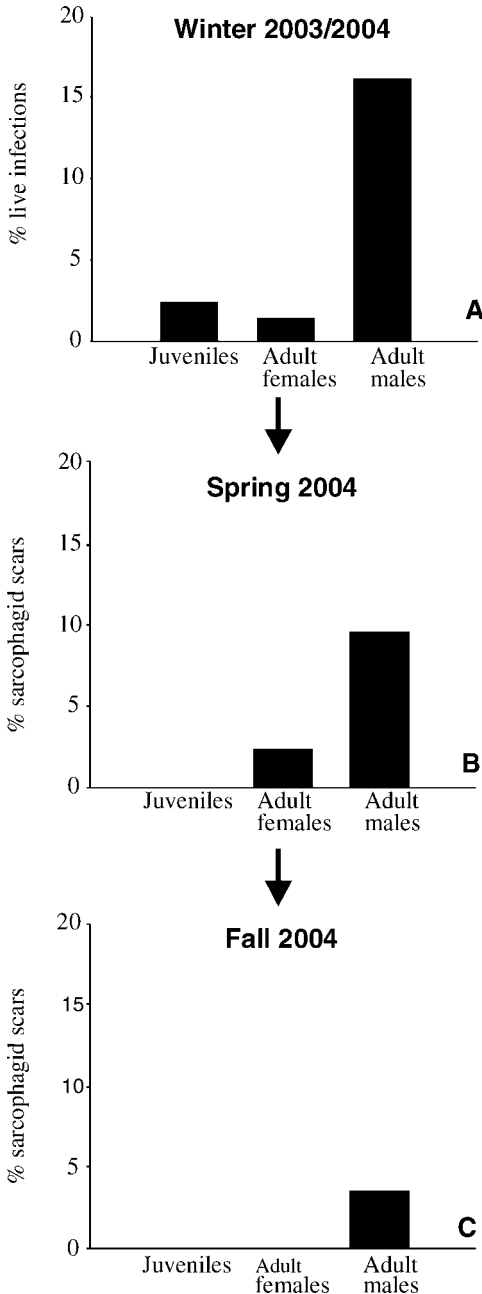 Winter 2003/2004
20
15
10
5
0
% live infections
A
Juveniles
Adult
females
Adult
males
Spring 2004
20
15
10
5
0
% sarcophagid scars
B
Juveniles
Adult
females
Adult
males
Fall 2004
20
15
10
5
0
% sarcophagid scars
C
Juveniles
Adult
females
Adult
males